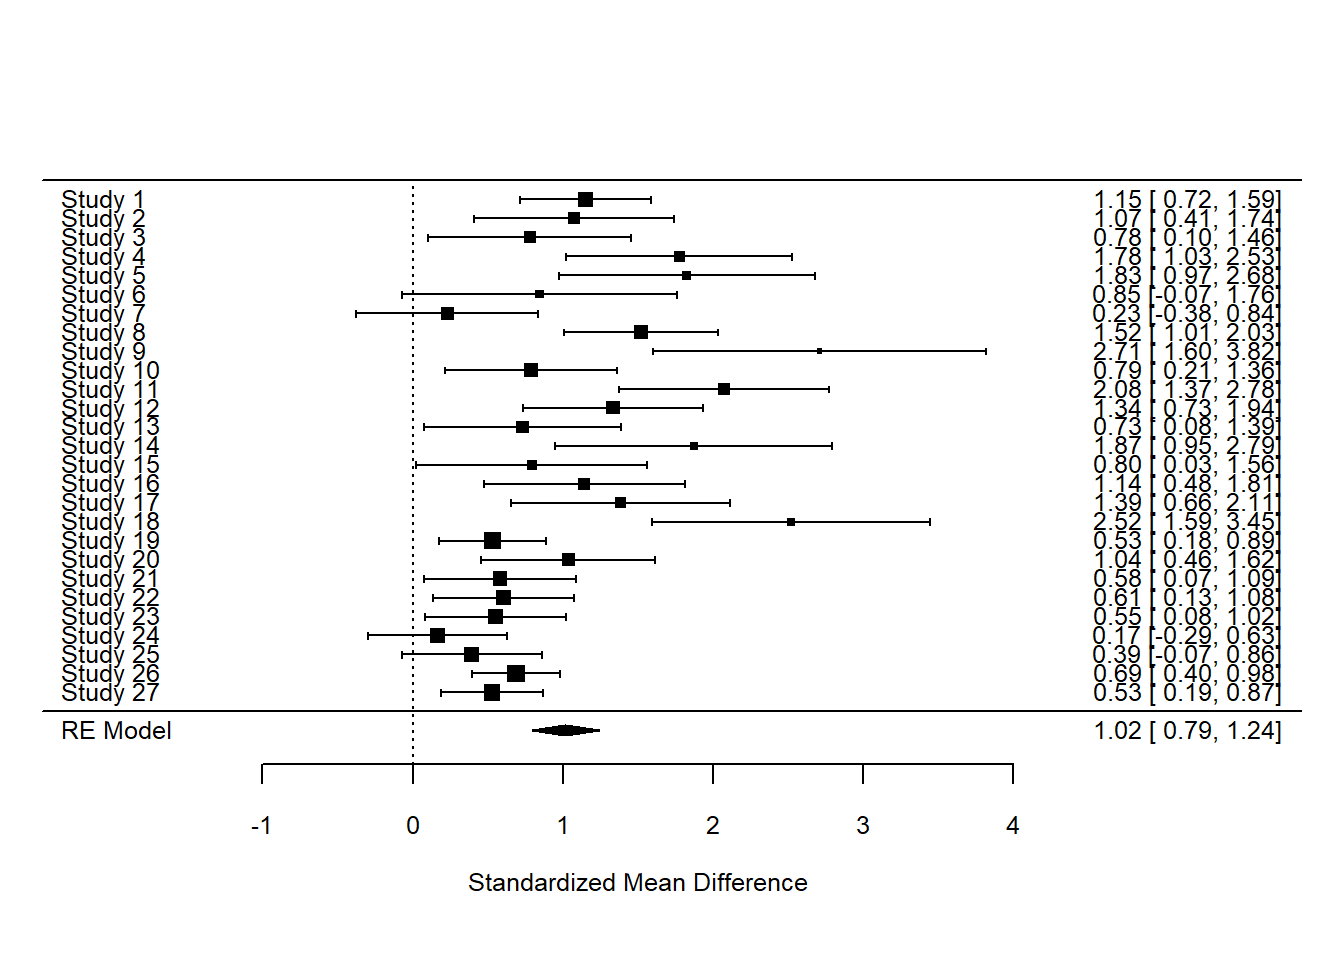 Study 1 1.15 [ 0.72, 1.59]
Study 2 1.07 [ 0.41, 1.74]
Study 3 0.78 [ 0.10, 1.46]
Study 4 1.78 [ 1.03, 2.53]
Study 5 1.83 [ 0.97, 2.68]
Study 6 0.85 [-0.07, 1.76]
Study 7 0.23 [-0.38, 0.84]
Study 8 1.52 [ 1.01, 2.03]
Study 9 2.71 [ 1.60, 3.82]
Study 10 0.79 [ 0.21, 1.36]
Study 11 2.08 [ 1.37, 2.78]
Study 12 1.34 [ 0.73, 1.94]
Study 13 0.73 [ 0.08, 1.39]
Study 14 1.87 [ 0.95, 2.79]
Study 15 0.80 [ 0.03, 1.56]
Study 16 1.14 [ 0.48, 1.81]
Study 17 1.39 [ 0.66, 2.11]
Study 18 2.52 [ 1.59, 3.45]
Study 19 0.53 [ 0.18, 0.89]
Study 20 1.04 [ 0.46, 1.62]
Study 21 0.58 [ 0.07, 1.09]
Study 22 0.61 [ 0.13, 1.08]
Study 23 0.55 [ 0.08, 1.02]
Study 24 0.17 [-0.29, 0.63]
Study 25 0.39 [-0.07, 0.86]
Study 26 0.69 [ 0.40, 0.98]
Study 27 0.53 [ 0.19, 0.87]
RE Model 1.02 [ 0.79, 1.24]
-1 0 1 2 3 4
Standardized Mean Difference